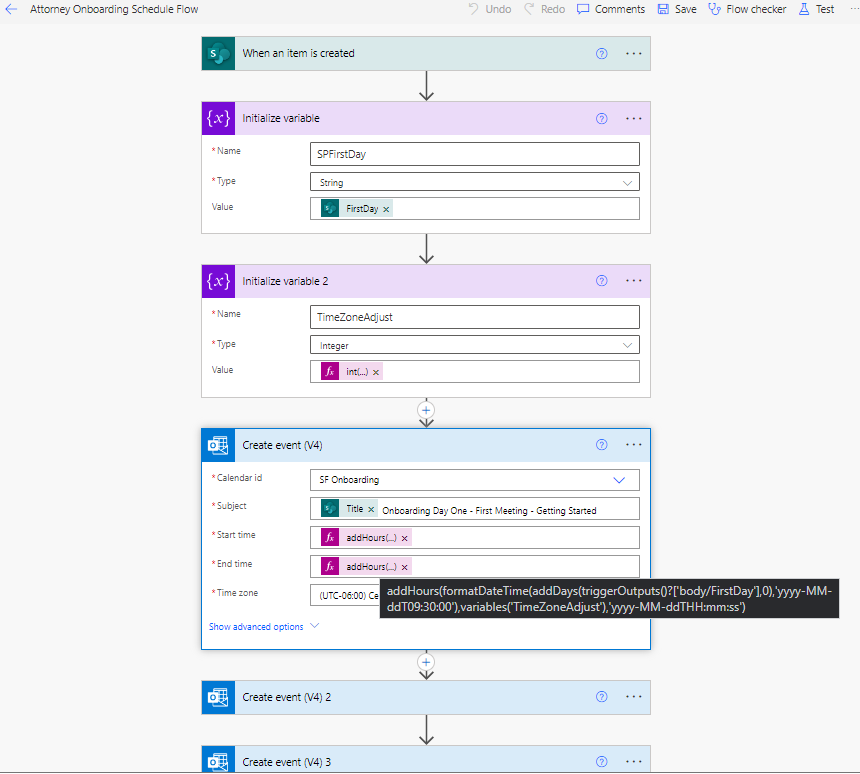 Attorney Onboarding Schedule Flow
Undo
Redo
Comments
Save
Flow checker
Test
When an item is created
{x} Initialize variable
* Name
SPFirstDay
* Type
String
Value
FirstDay ×
{x} Initialize variable 2
* Name
TimeZoneAdjust
* Type
Integer
Value
fx int(...) ×
Create event (V4)
* Calendar id
SF Onboarding
* Subject
Title × Onboarding Day One - First Meeting - Getting Started
* Start time
fx addHours(...) ×
* End time
fx addHours(...) ×
* Time zone
(UTC-06:00) Ce
addHours(formatDateTime(addDays(triggerOutputs()?['body/FirstDay'],0),'yyyy-MM-
ddT09:30:00'),variables('TimeZoneAdjust'),'yyyy-MM-ddTHH:mm:ss')
Show advanced options
Create event (V4) 2
Create event (V4) 3